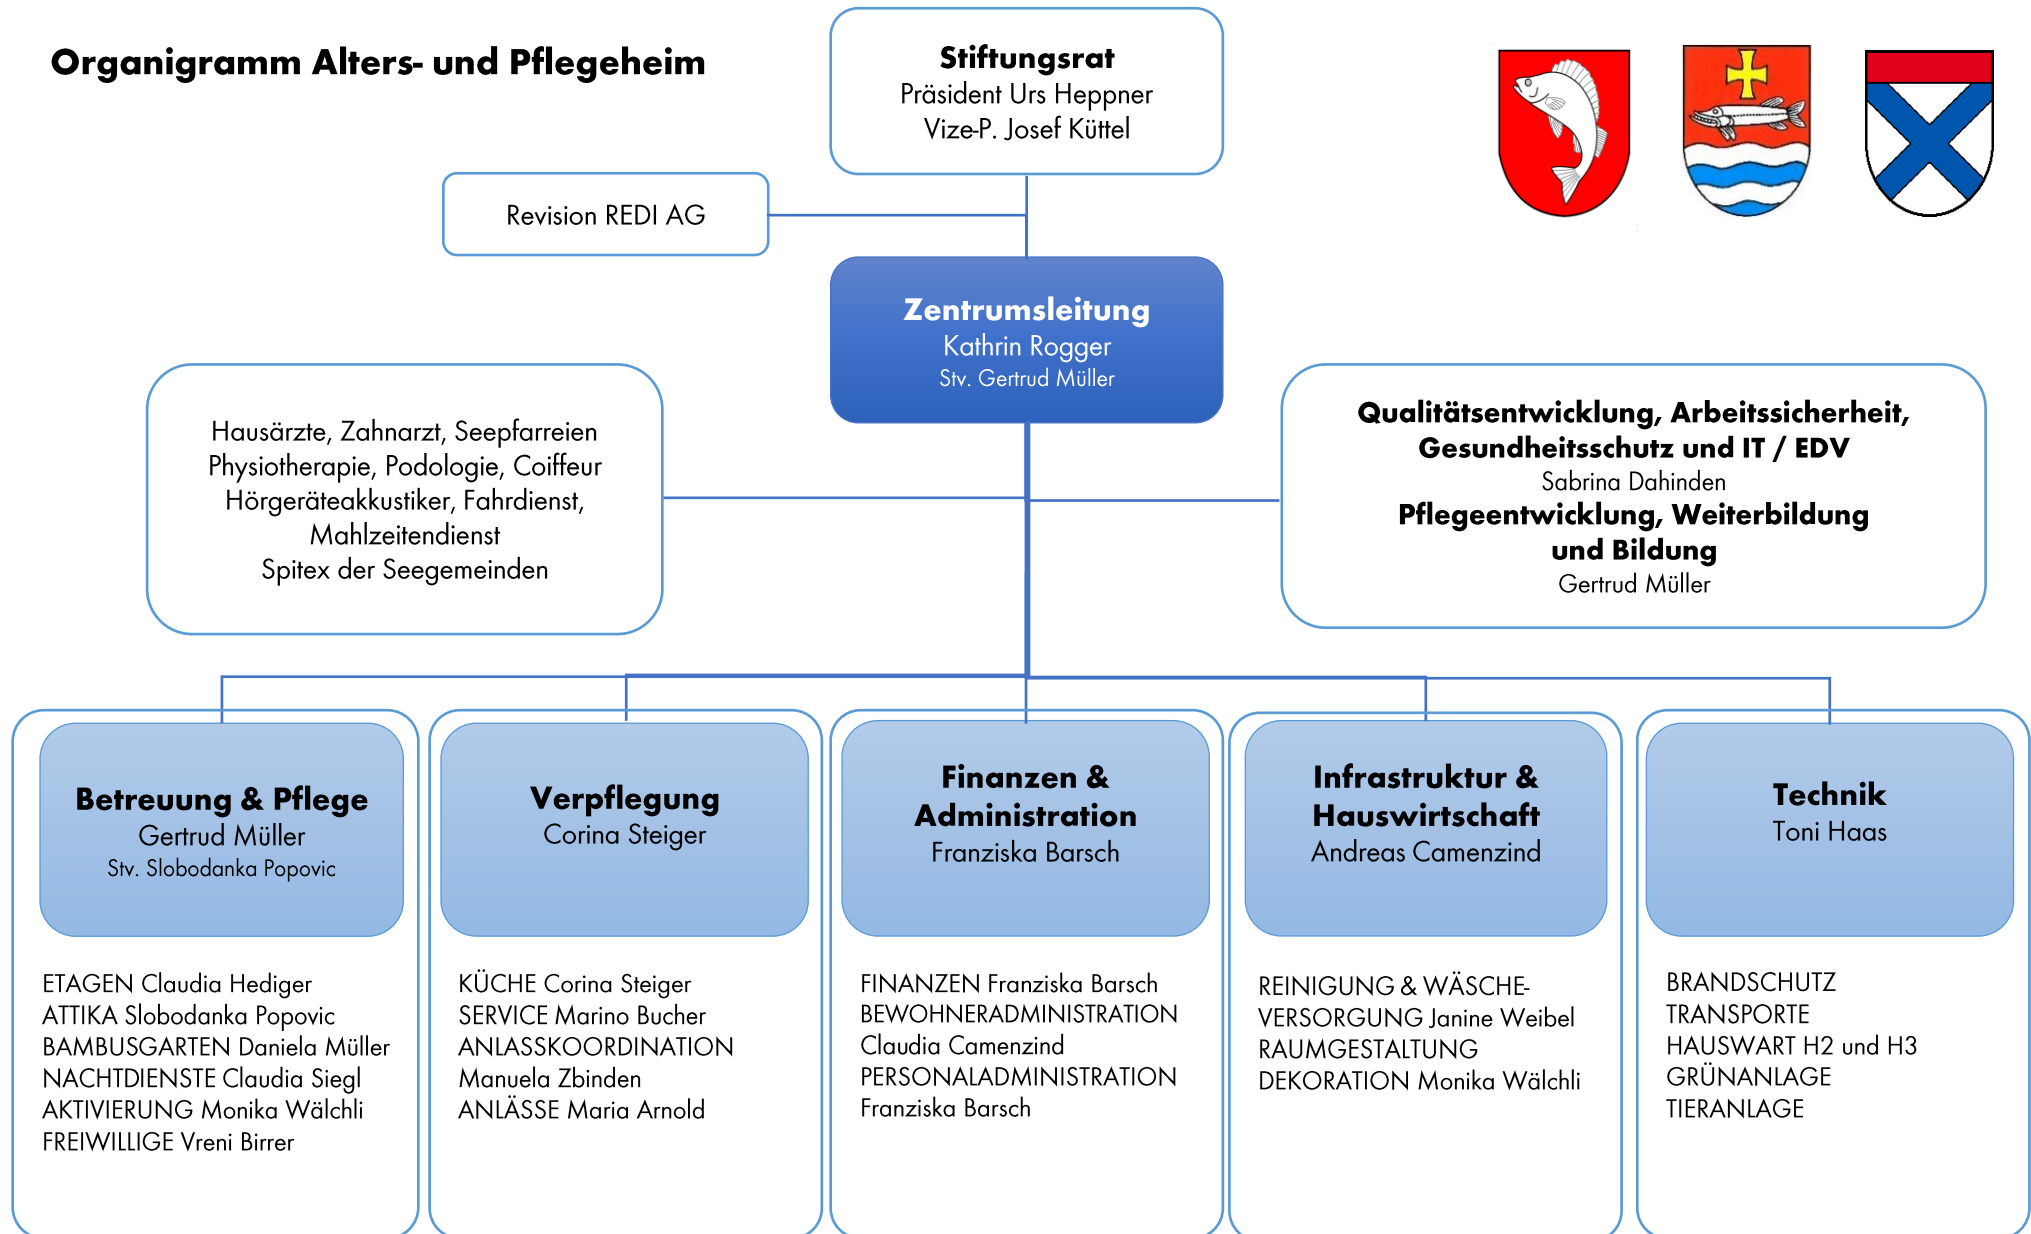 Organigramm Alters- und Pflegeheim
Stiftungsrat
Präsident Urs Heppner
Vize-P. Josef Küttel
Revision REDI AG
Zentrumsleitung
Kathrin Rogger
Stv. Gertrud Müller
Hausärzte, Zahnarzt, Seepfarreien
Physiotherapie, Podologie, Coiffeur
Hörgeräteakkustiker, Fahrdienst,
Mahlzeitendienst
Spitex der Seegemeinden
Qualitätsentwicklung, Arbeitssicherheit,
Gesundheitsschutz und IT / EDV
Sabrina Dahinden
Pflegeentwicklung, Weiterbildung
und Bildung
Gertrud Müller
Betreuung & Pflege
Gertrud Müller
Stv. Slobodanka Popovic
ETAGEN Claudia Hediger
ATTIKA Slobodanka Popovic
BAMBUSGARTEN Daniela Müller
NACHTDIENSTE Claudia Siegl
AKTIVIERUNG Monika Wälchli
FREIWILLIGE Vreni Birrer
Verpflegung
Corina Steiger
KÜCHE Corina Steiger
SERVICE Marino Bucher
ANLASSKOORDINATION
Manuela Zbinden
ANLÄSSE Maria Arnold
Finanzen &
Administration
Franziska Barsch
FINANZEN Franziska Barsch
BEWOHNERADMINISTRATION
Claudia Camenzind
PERSONALADMINISTRATION
Franziska Barsch
Infrastruktur &
Hauswirtschaft
Andreas Camenzind
REINIGUNG & WÄSCHE-
VERSORGUNG Janine Weibel
RAUMGESTALTUNG
DEKORATION Monika Wälchli
Technik
Toni Haas
BRANDSCHUTZ
TRANSPORTE
HAUSWART H2 und H3
GRÜNANLAGE
TIERANLAGE